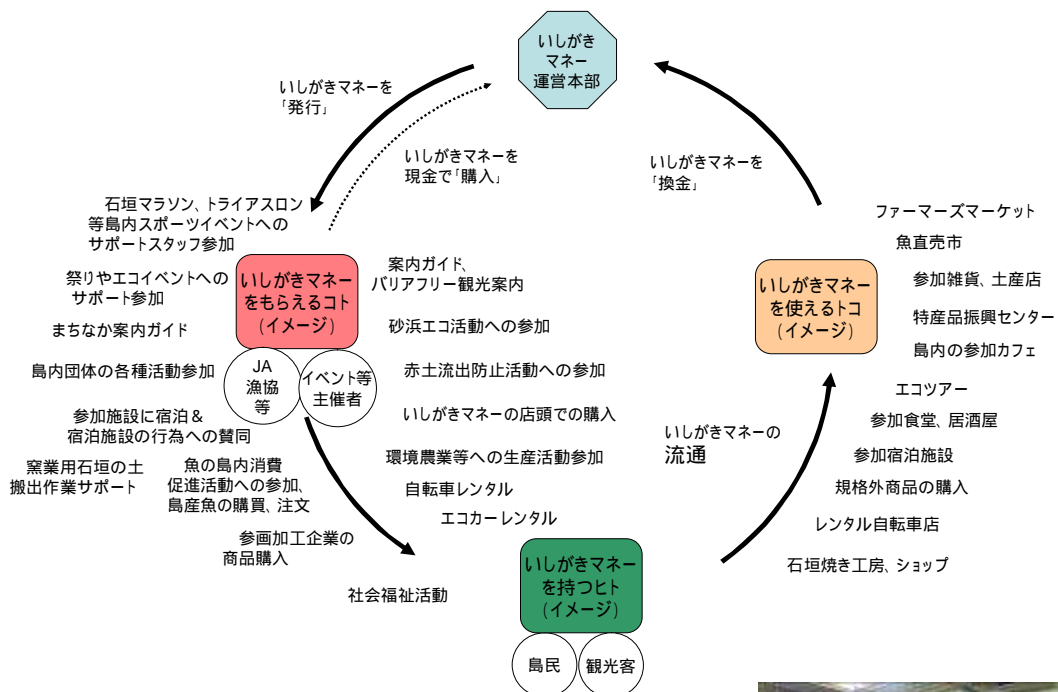 いしがき
マネー
運営本部
いしがきマネーを
「発行」
いしがきマネーを
現金で「購入」
いしがきマネーを
「換金」
石垣マラソン、トライアスロン
等島内スポーツイベントへの
サポートスタッフ参加
祭りやエコイベントへの
サポート参加
まちなか案内ガイド
島内団体の各種活動参加
参加施設に宿泊＆
宿泊施設の行為への賛同
窯業用石垣の土
搬出作業サポート
魚の島内消費
促進活動への参加、
島産魚の購買、注文
参画加工企業の
商品購入
社会福祉活動
いしがきマネー
をもらえるコト
(イメージ)
JA
漁協
等
イベント等
主催者
案内ガイド、
バリアフリー観光案内
砂浜エコ活動への参加
赤土流出防止活動への参加
いしがきマネーの店頭での購入
環境農業等への生産活動参加
自転車レンタル
エコカーレンタル
いしがきマネー
を持つヒト
(イメージ)
島民
観光客
いしがきマネーの
流通
いしがきマネー
を使えるトコ
(イメージ)
ファーマーズマーケット
魚直売市
参加雑貨、土産店
特産品振興センター
島内の参加カフェ
エコツアー
参加食堂、居酒屋
参加宿泊施設
規格外商品の購入
レンタル自転車店
石垣焼き工房、ショップ